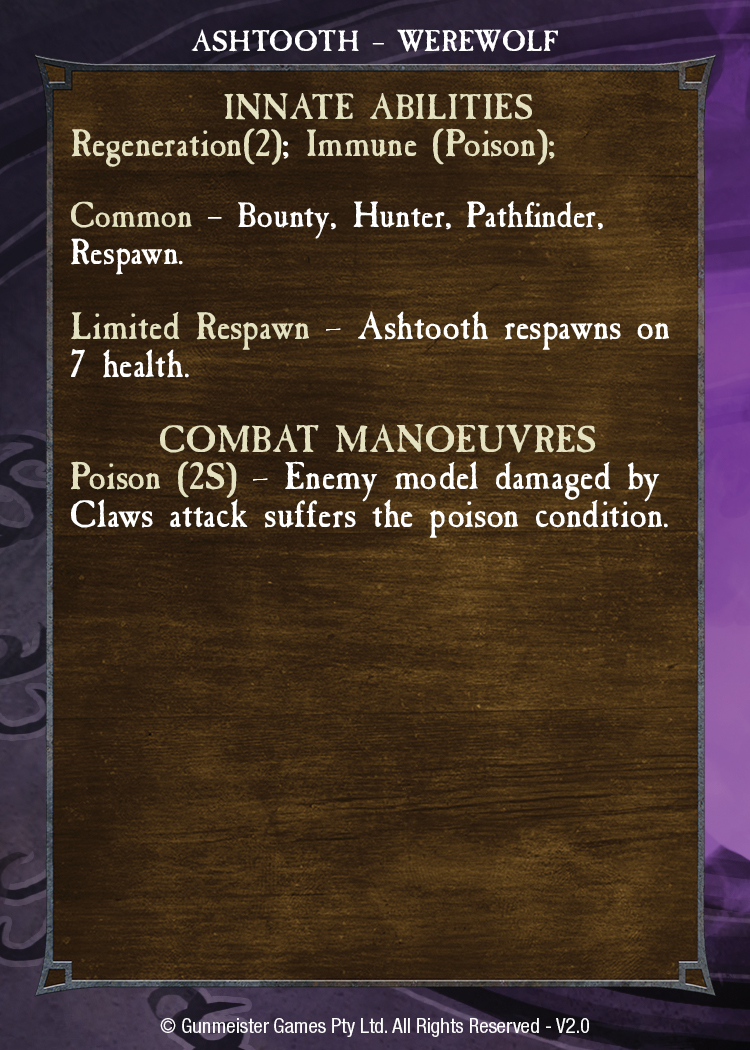 ASHTOOTH – WEREWOLF
INNATE ABILITIES
Regeneration(2); Immune (Poison);
Common – Bounty, Hunter, Pathfinder,
Respawn.
Limited Respawn – Ashtooth respawns on
7 health.
COMBAT MANOEUVRES
Poison (2S) – Enemy model damaged by
Claws attack suffers the poison condition.
© Gunmeister Games Pty Ltd. All Rights Reserved - V2.0